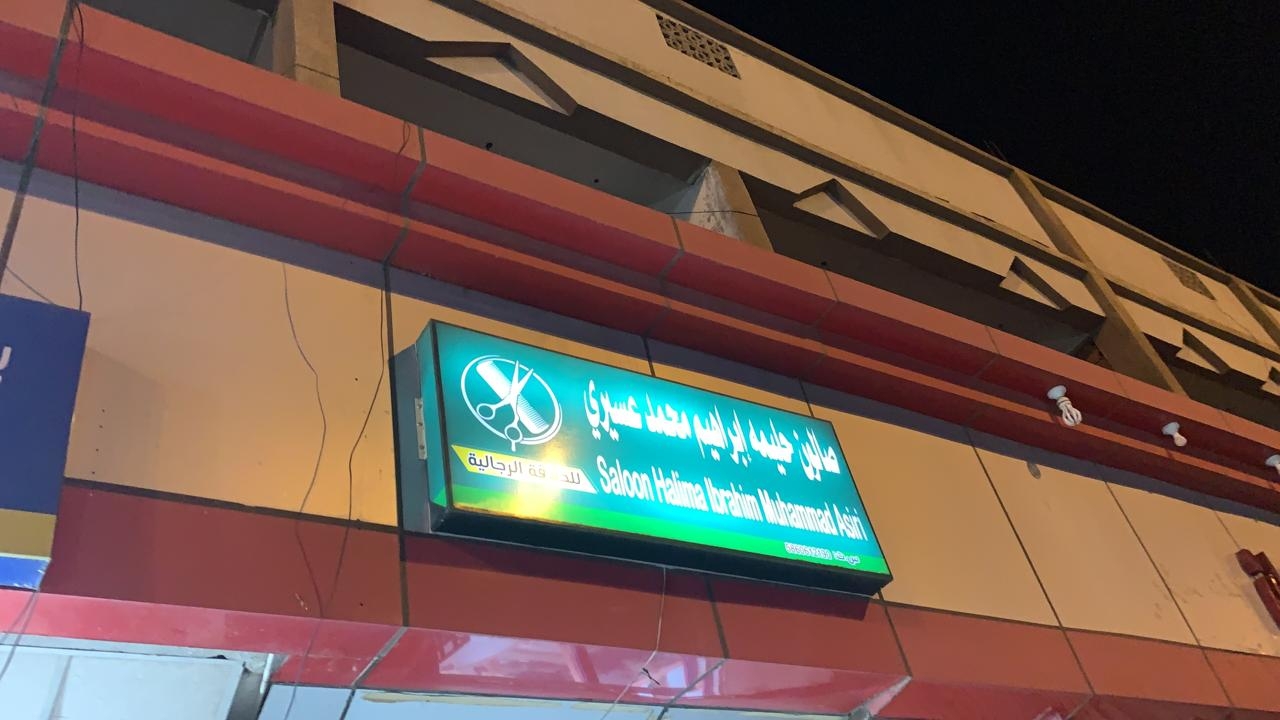 صالون حليمه ابراهيم محمد عسيري
Saloon Halima Ibrahim Muhammad Asiri
للحلاقة الرجالية
س.ت: